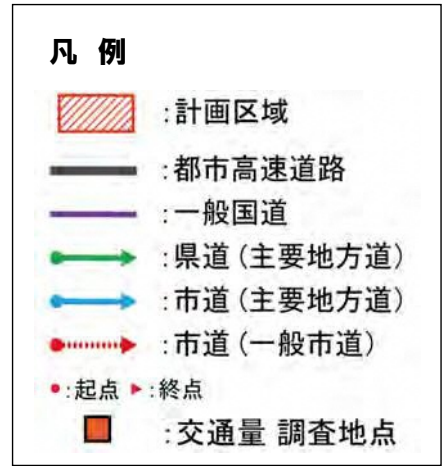 凡 例
:計画区域
:都市高速道路
:一般国道
:県道(主要地方道)
:市道(主要地方道)
:市道(一般市道)
:起点 :終点
:交通量 調査地点